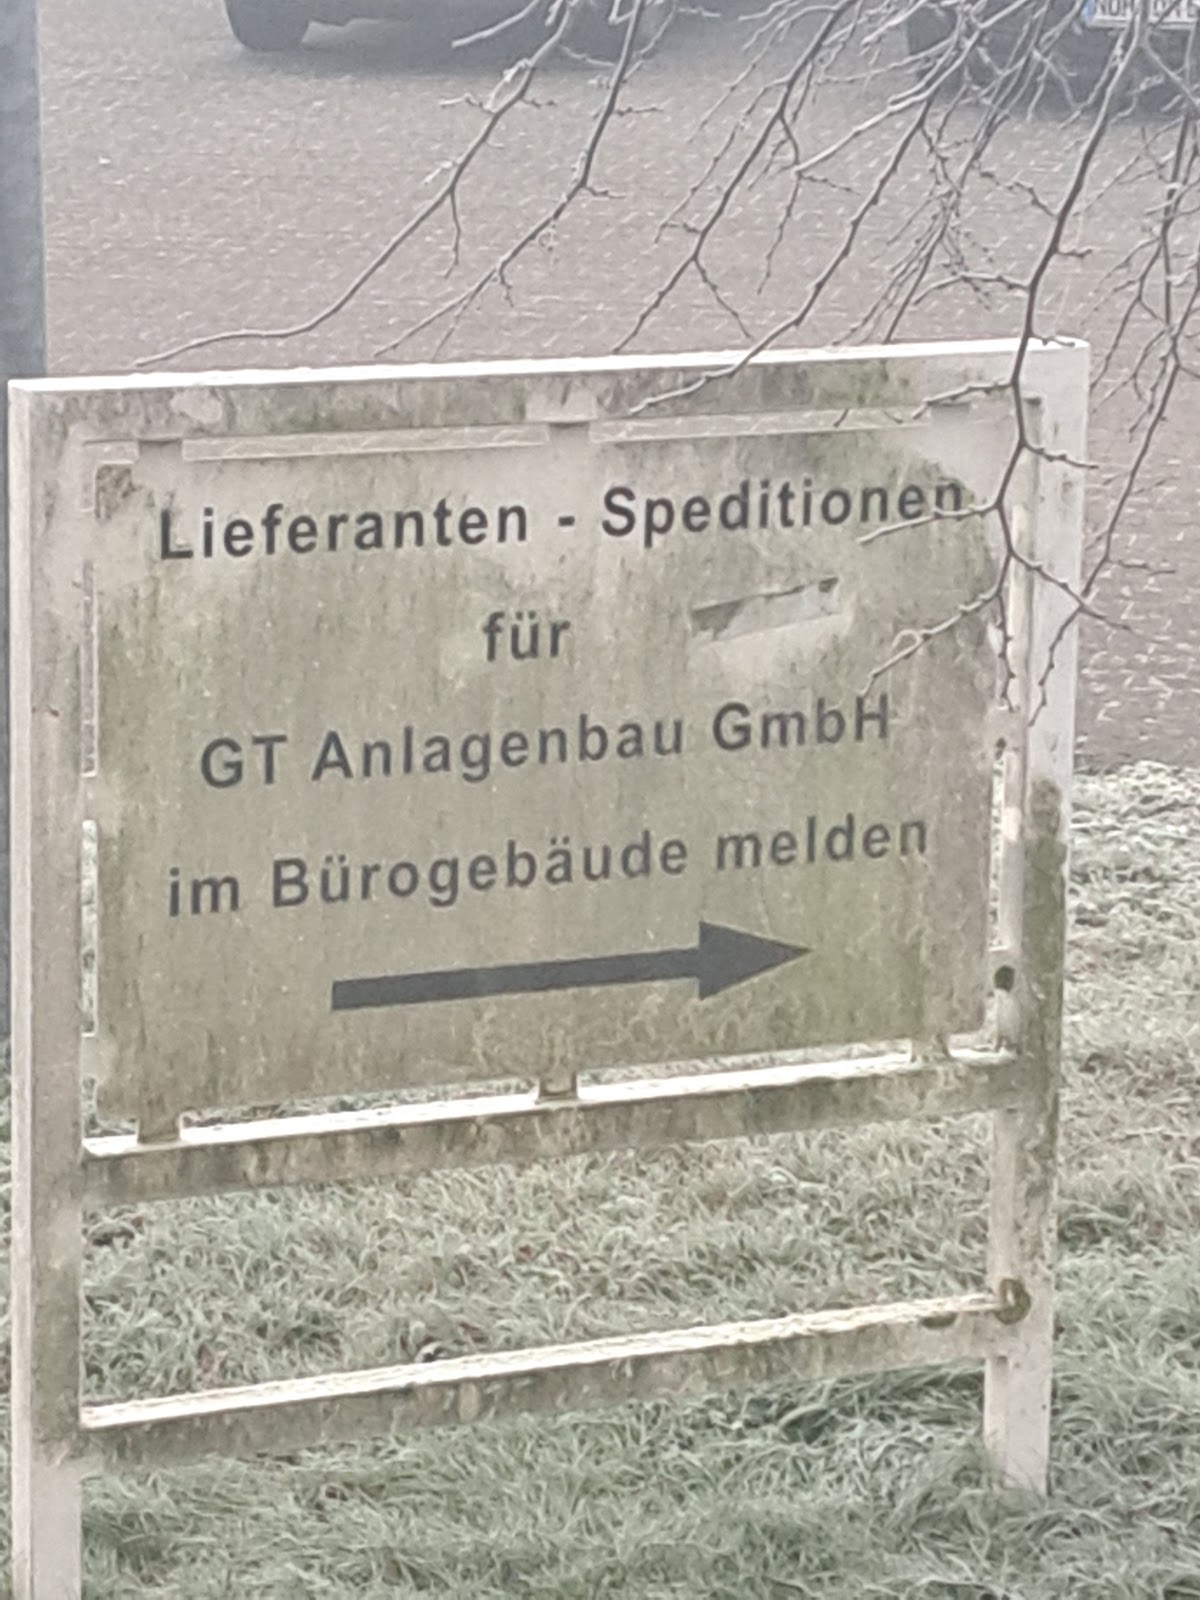 Lieferanten - Speditionen
für
GT Anlagenbau GmbH
im Bürogebäude melden